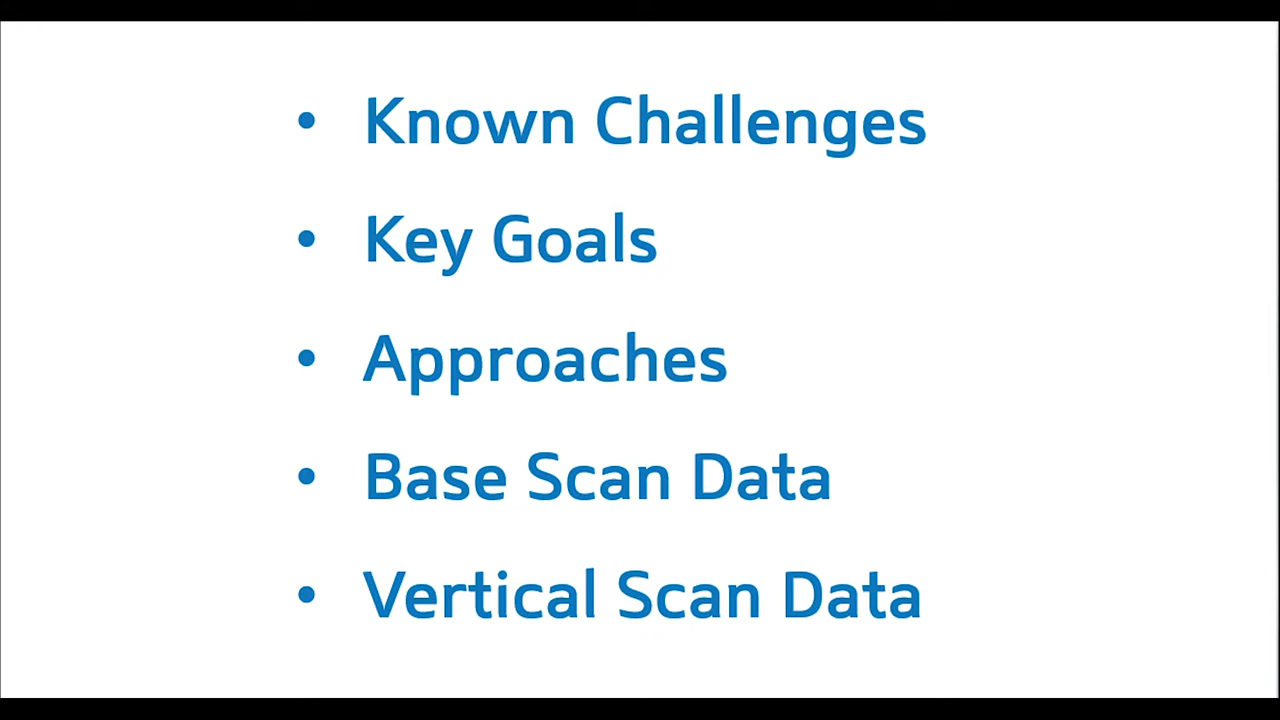 • Known Challenges
• Key Goals
• Approaches
• Base Scan Data
• Vertical Scan Data